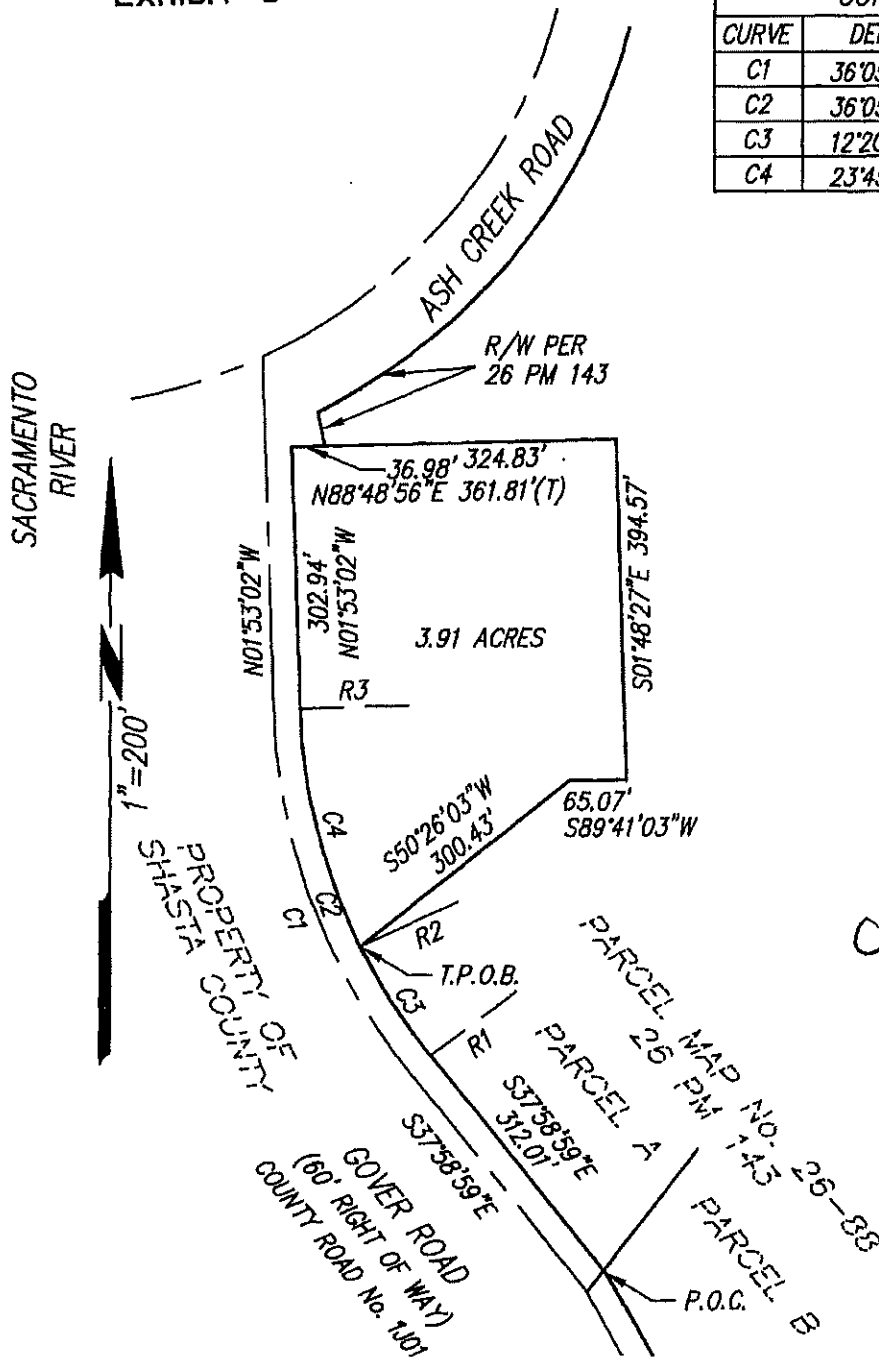 CURVE
C1
C2
C3
C4
ASH CREEK ROAD
R/W PER
26 PM 143
SACRAMENTO
RIVER
36.98' 324.83'
N88°48'56"E 361.81'(T)
N01°53'02"W
302.94'
N01°53'02"W
3.91 ACRES
S01°48'27"E 394.57'
R3
N
1"=200'
65.07'
S89°41'03"W
S50°26'03"W
300.43'
C4
C2
C1
R2
T.P.O.B.
C3
R1
PROPERTY OF
SHASTA COUNTY
PARCEL MAP NO. 26-88
26 PM 143
PARCEL A
S37°58'59"E
312.01'
S37°58'59"E
GOVER ROAD
(60' RIGHT OF WAY)
COUNTY ROAD No. 1J01
PARCEL B
P.O.C.